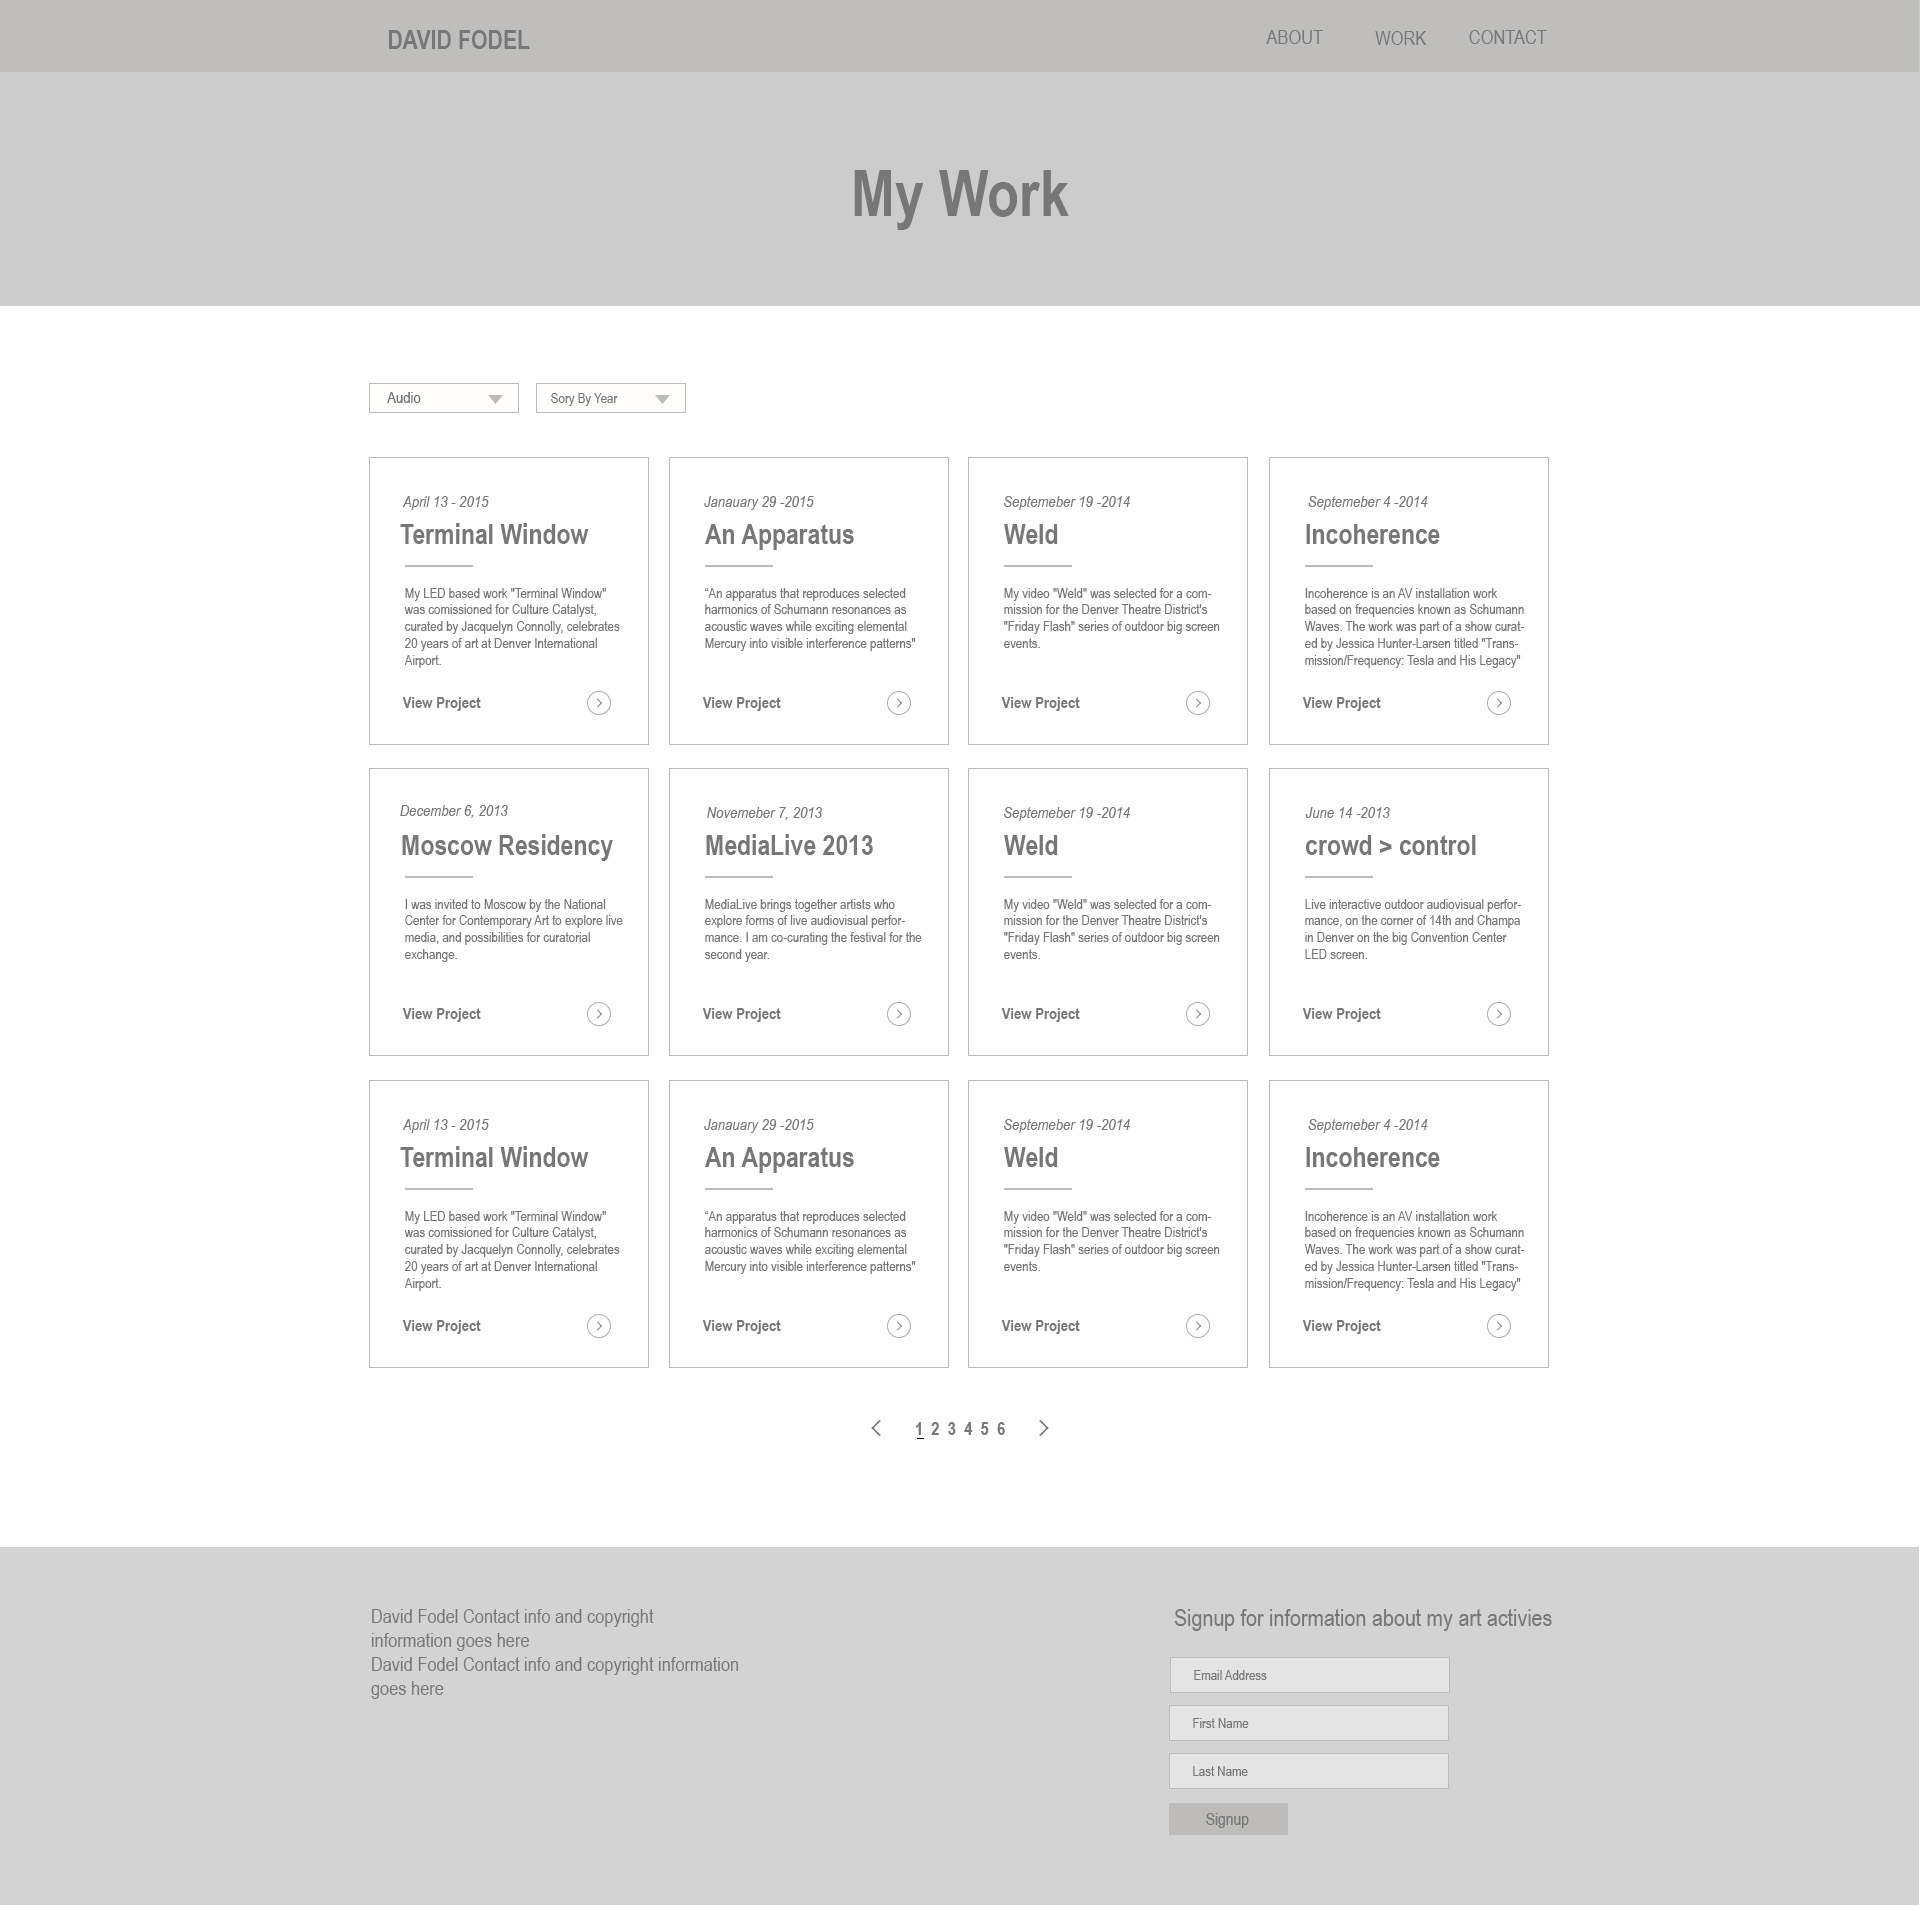 DAVID FODEL
ABOUT
WORK
CONTACT
My Work
Audio
Sory By Year
April 13 - 2015
Terminal Window
My LED based work "Terminal Window"
was comissioned for Culture Catalyst,
curated by Jacquelyn Connolly, celebrates
20 years of art at Denver International
Airport.
View Project
Janauary 29 -2015
An Apparatus
“An apparatus that reproduces selected
harmonics of Schumann resonances as
acoustic waves while exciting elemental
Mercury into visible interference patterns"
View Project
Septemeber 19 -2014
Weld
My video "Weld" was selected for a com-
mission for the Denver Theatre District's
"Friday Flash" series of outdoor big screen
events.
View Project
Septemeber 4 -2014
Incoherence
Incoherence is an AV installation work
based on frequencies known as Schumann
Waves. The work was part of a show curat-
ed by Jessica Hunter-Larsen titled "Trans-
mission/Frequency: Tesla and His Legacy"
View Project
December 6, 2013
Moscow Residency
I was invited to Moscow by the National
Center for Contemporary Art to explore live
media, and possibilities for curatorial
exchange.
View Project
Novemeber 7, 2013
MediaLive 2013
MediaLive brings together artists who
explore forms of live audiovisual perfor-
mance. I am co-curating the festival for the
second year.
View Project
Septemeber 19 -2014
Weld
My video "Weld" was selected for a com-
mission for the Denver Theatre District's
"Friday Flash" series of outdoor big screen
events.
View Project
June 14 -2013
crowd > control
Live interactive outdoor audiovisual perfor-
mance, on the corner of 14th and Champa
in Denver on the big Convention Center
LED screen.
View Project
April 13 - 2015
Terminal Window
My LED based work "Terminal Window"
was comissioned for Culture Catalyst,
curated by Jacquelyn Connolly, celebrates
20 years of art at Denver International
Airport.
View Project
Janauary 29 -2015
An Apparatus
“An apparatus that reproduces selected
harmonics of Schumann resonances as
acoustic waves while exciting elemental
Mercury into visible interference patterns"
View Project
Septemeber 19 -2014
Weld
My video "Weld" was selected for a com-
mission for the Denver Theatre District's
"Friday Flash" series of outdoor big screen
events.
View Project
Septemeber 4 -2014
Incoherence
Incoherence is an AV installation work
based on frequencies known as Schumann
Waves. The work was part of a show curat-
ed by Jessica Hunter-Larsen titled "Trans-
mission/Frequency: Tesla and His Legacy"
View Project
1 2 3 4 5 6
David Fodel Contact info and copyright
information goes here
David Fodel Contact info and copyright information
goes here
Signup for information about my art activies
Email Address
First Name
Last Name
Signup